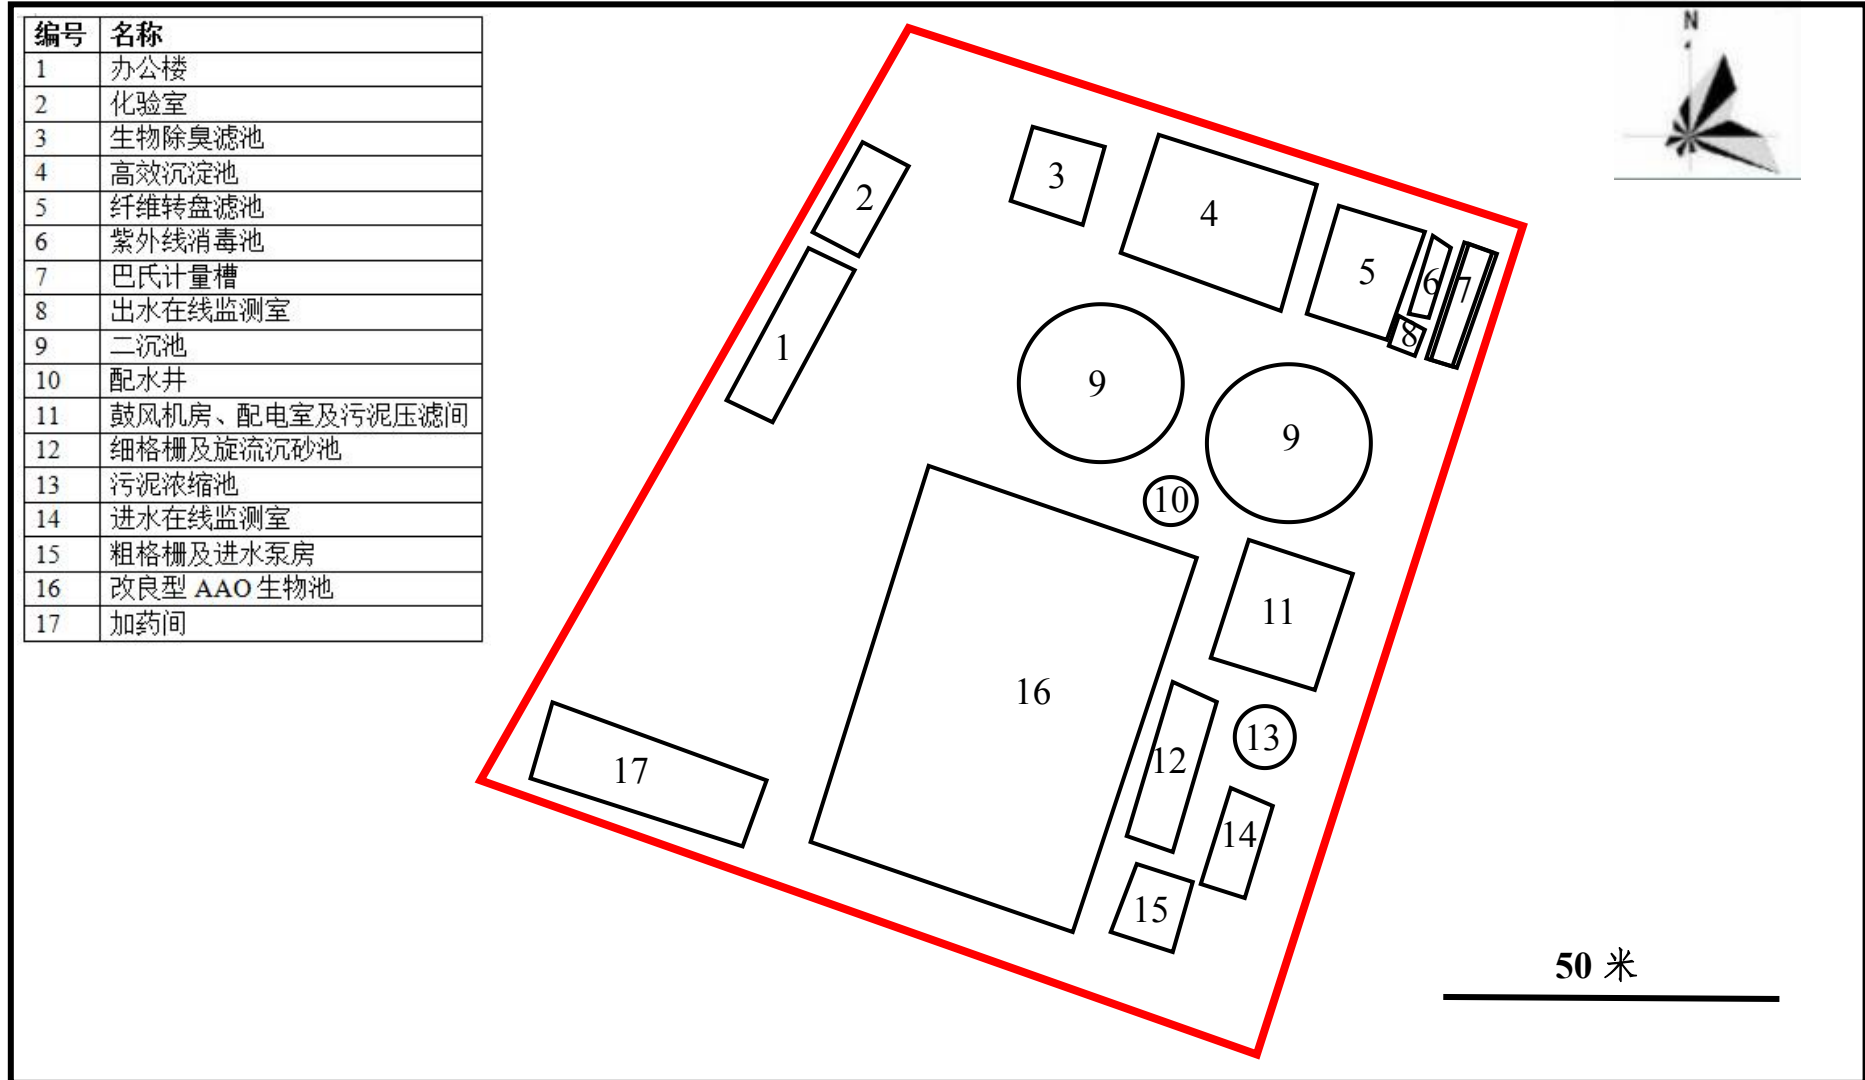 编号 名称
1 办公楼
2 化验室
3 生物除臭滤池
4 高效沉淀池
5 纤维转盘滤池
6 紫外线消毒池
7 巴氏计量槽
8 出水在线监测室
9 二沉池
10 配水井
11 鼓风机房、配电室及污泥压滤间
12 细格栅及旋流沉砂池
13 污泥浓缩池
14 进水在线监测室
15 粗格栅及进水泵房
16 改良型 AAO 生物池
17 加药间
N
3
2
4
5
6
7
8
1
9
9
10
11
16
13
12
17
14
15
50 米